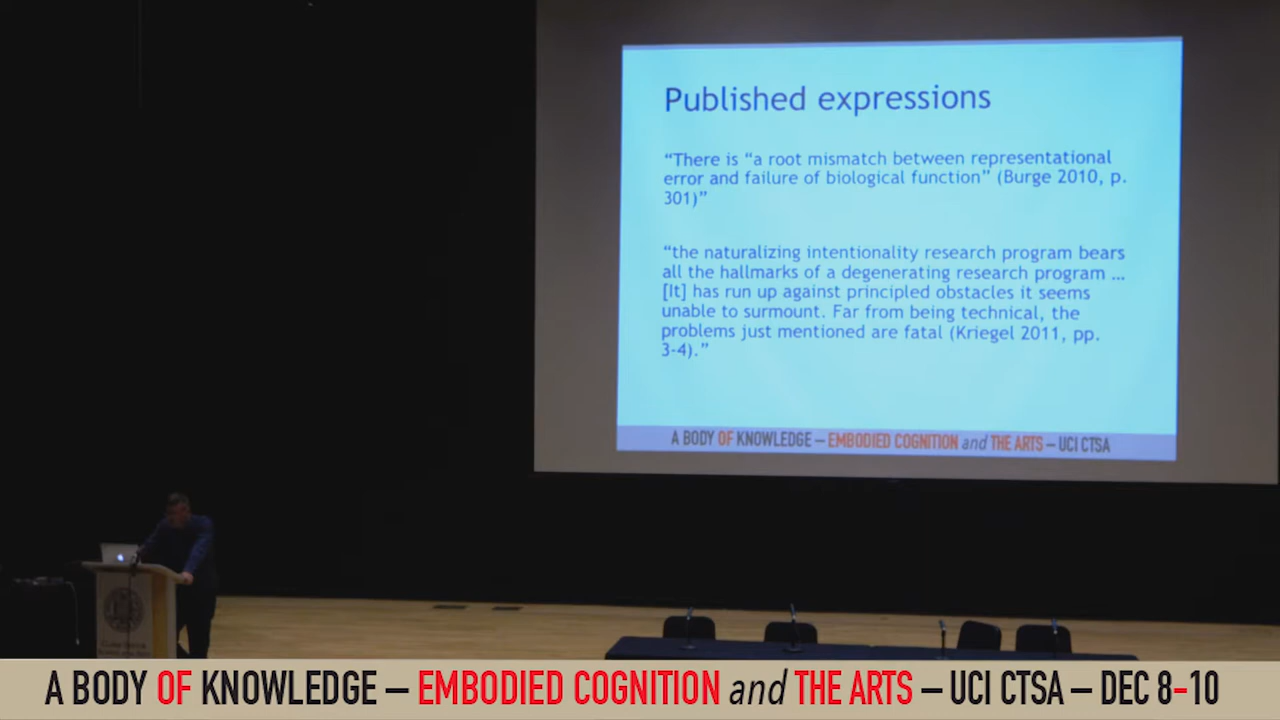 Published expressions
“There is “a root mismatch between representational
error and failure of biological function” (Burge 2010, p.
301)”
“the naturalizing intentionality research program bears
all the hallmarks of a degenerating research program ...
[It] has run up against principled obstacles it seems
unable to surmount. Far from being technical, the
problems just mentioned are fatal (Kriegel 2011, pp.
3-4).”
A BODY OF KNOWLEDGE – EMBODIED COGNITION and THE ARTS – UCI CTSA
A BODY OF KNOWLEDGE – EMBODIED COGNITION and THE ARTS – UCI CTSA – DEC 8-10